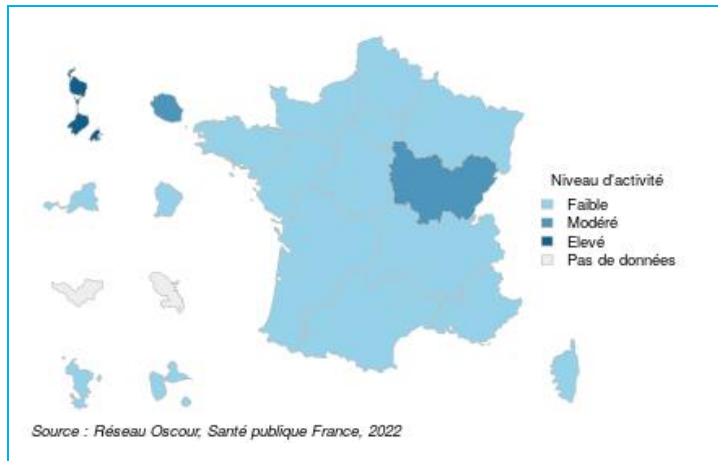 Niveau d'activité
Faible
Modéré
Elevé
Pas de données
Source : Réseau Oscour, Santé publique France, 2022